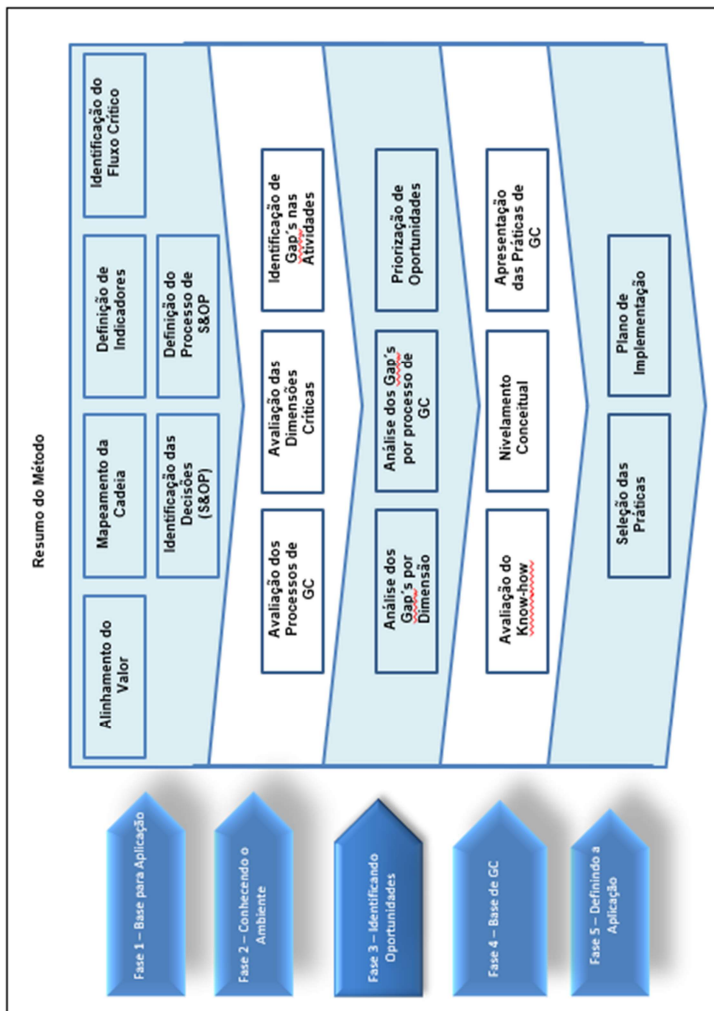 Resumo do Método
Fase 1 – Base para Aplicação
Alinhamento do
Valor
Mapeamento da
Cadeia
Definição de
Indicadores
Identificação do
Fluxo Crítico
Identificação das
Decisões
(S&OP)
Definição do
Processo de
S&OP
Fase 2 – Conhecendo o
Ambiente
Avaliação dos
Processos de
GC
Avaliação das
Dimensões
Críticas
Identificação de
Gap´s nas
Atividades
Fase 3 – Identificando
Oportunidades
Análise dos
Gap´s por
Dimensão
Análise dos Gap´s
por processo de
GC
Priorização de
Oportunidades
Fase 4 – Base de GC
Avaliação do
Know-how
Nivelamento
Conceitual
Apresentação
das Práticas de
GC
Fase 5 – Definindo a
Aplicação
Seleção das
Práticas
Plano de
Implementação